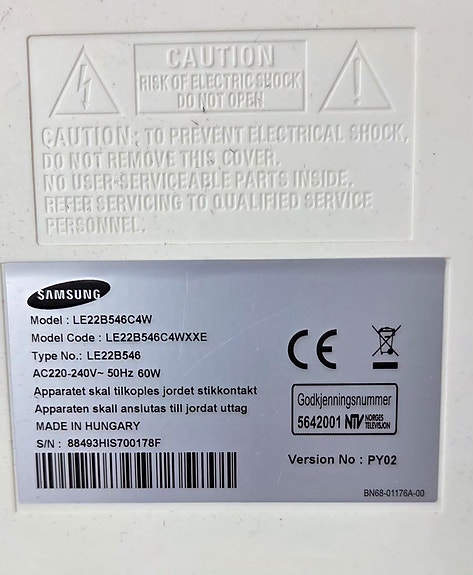 CAUTION
RISK OF ELECTRIC SHOCK
DO NOT OPEN
CAUTION: TO PREVENT ELECTRICAL SHOCK,
DO NOT REMOVE THIS COVER.
NO USER-SERVICEABLE PARTS INSIDE.
REFER SERVICING TO QUALIFIED SERVICE
PERSONNEL.
SAMSUNG
Model : LE22B546C4W
Model Code : LE22B546C4WXXE
Type No.: LE22B546
AC220-240V~ 50Hz 60W
Apparatet skal tilkoples jordet stikkontakt
Apparaten skall anslutas till jordat uttag
MADE IN HUNGARY
S/N : 88493HIS700178F
CE
Godkjenningsnummer
5642001 NTV NORGES
TELEVISJON
Version No : PY02
BN68-01176A-00